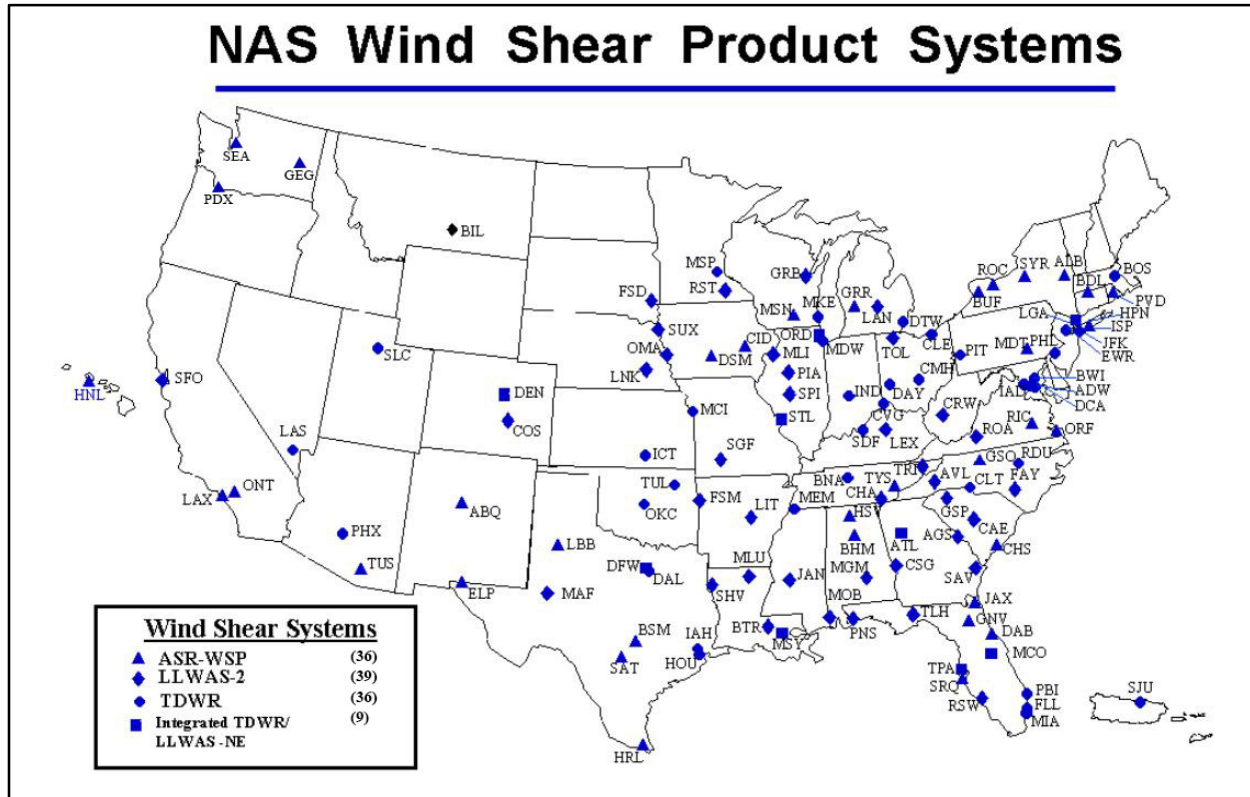 NAS Wind Shear Product Systems
SEA
GEG
PDX
BIL
MSP
GRB
RST
FSD
MSN
MKE
GRR
LAN
ROC
SYR
ALB
BDL
BOS
BUF
PVD
LGA
HPN
ISP
JFK
EWR
DTW
SUX
CID
ORD
MDW
TOL
CLE
PIT
MDT
PHL
OMA
DSM
MLI
SLC
SFO
HNL
LNK
PIA
CMH
BWI
ADW
DCA
IAD
DEN
COS
SPI
IND
DAY
MCI
STL
CVG
CRW
RIC
ORF
SDF
LEX
ROA
LAS
ICT
SGF
GSO
RDU
TRI
BNA
TYS
AVL
CLT
FAY
TUL
OKC
FSM
LIT
MEM
CHA
GSP
HSV
ONT
LAX
ABQ
PHX
TUS
LBB
BHM
ATL
AGS
CAE
CHS
ELP
DFW
DAL
MLU
MGM
CSG
SAV
MAF
SHV
JAN
MOB
TLH
JAX
PNS
GNV
BTR
MSY
DAB
MCO
BSM
IAH
SAT
HOU
TPA
SRQ
RSW
PBI
FLL
MIA
SJU
HRL
Wind Shear Systems
ASR-WSP (36)
LLWAS-2 (39)
TDWR (36)
Integrated TDWR/ (9)
LLWAS -NE